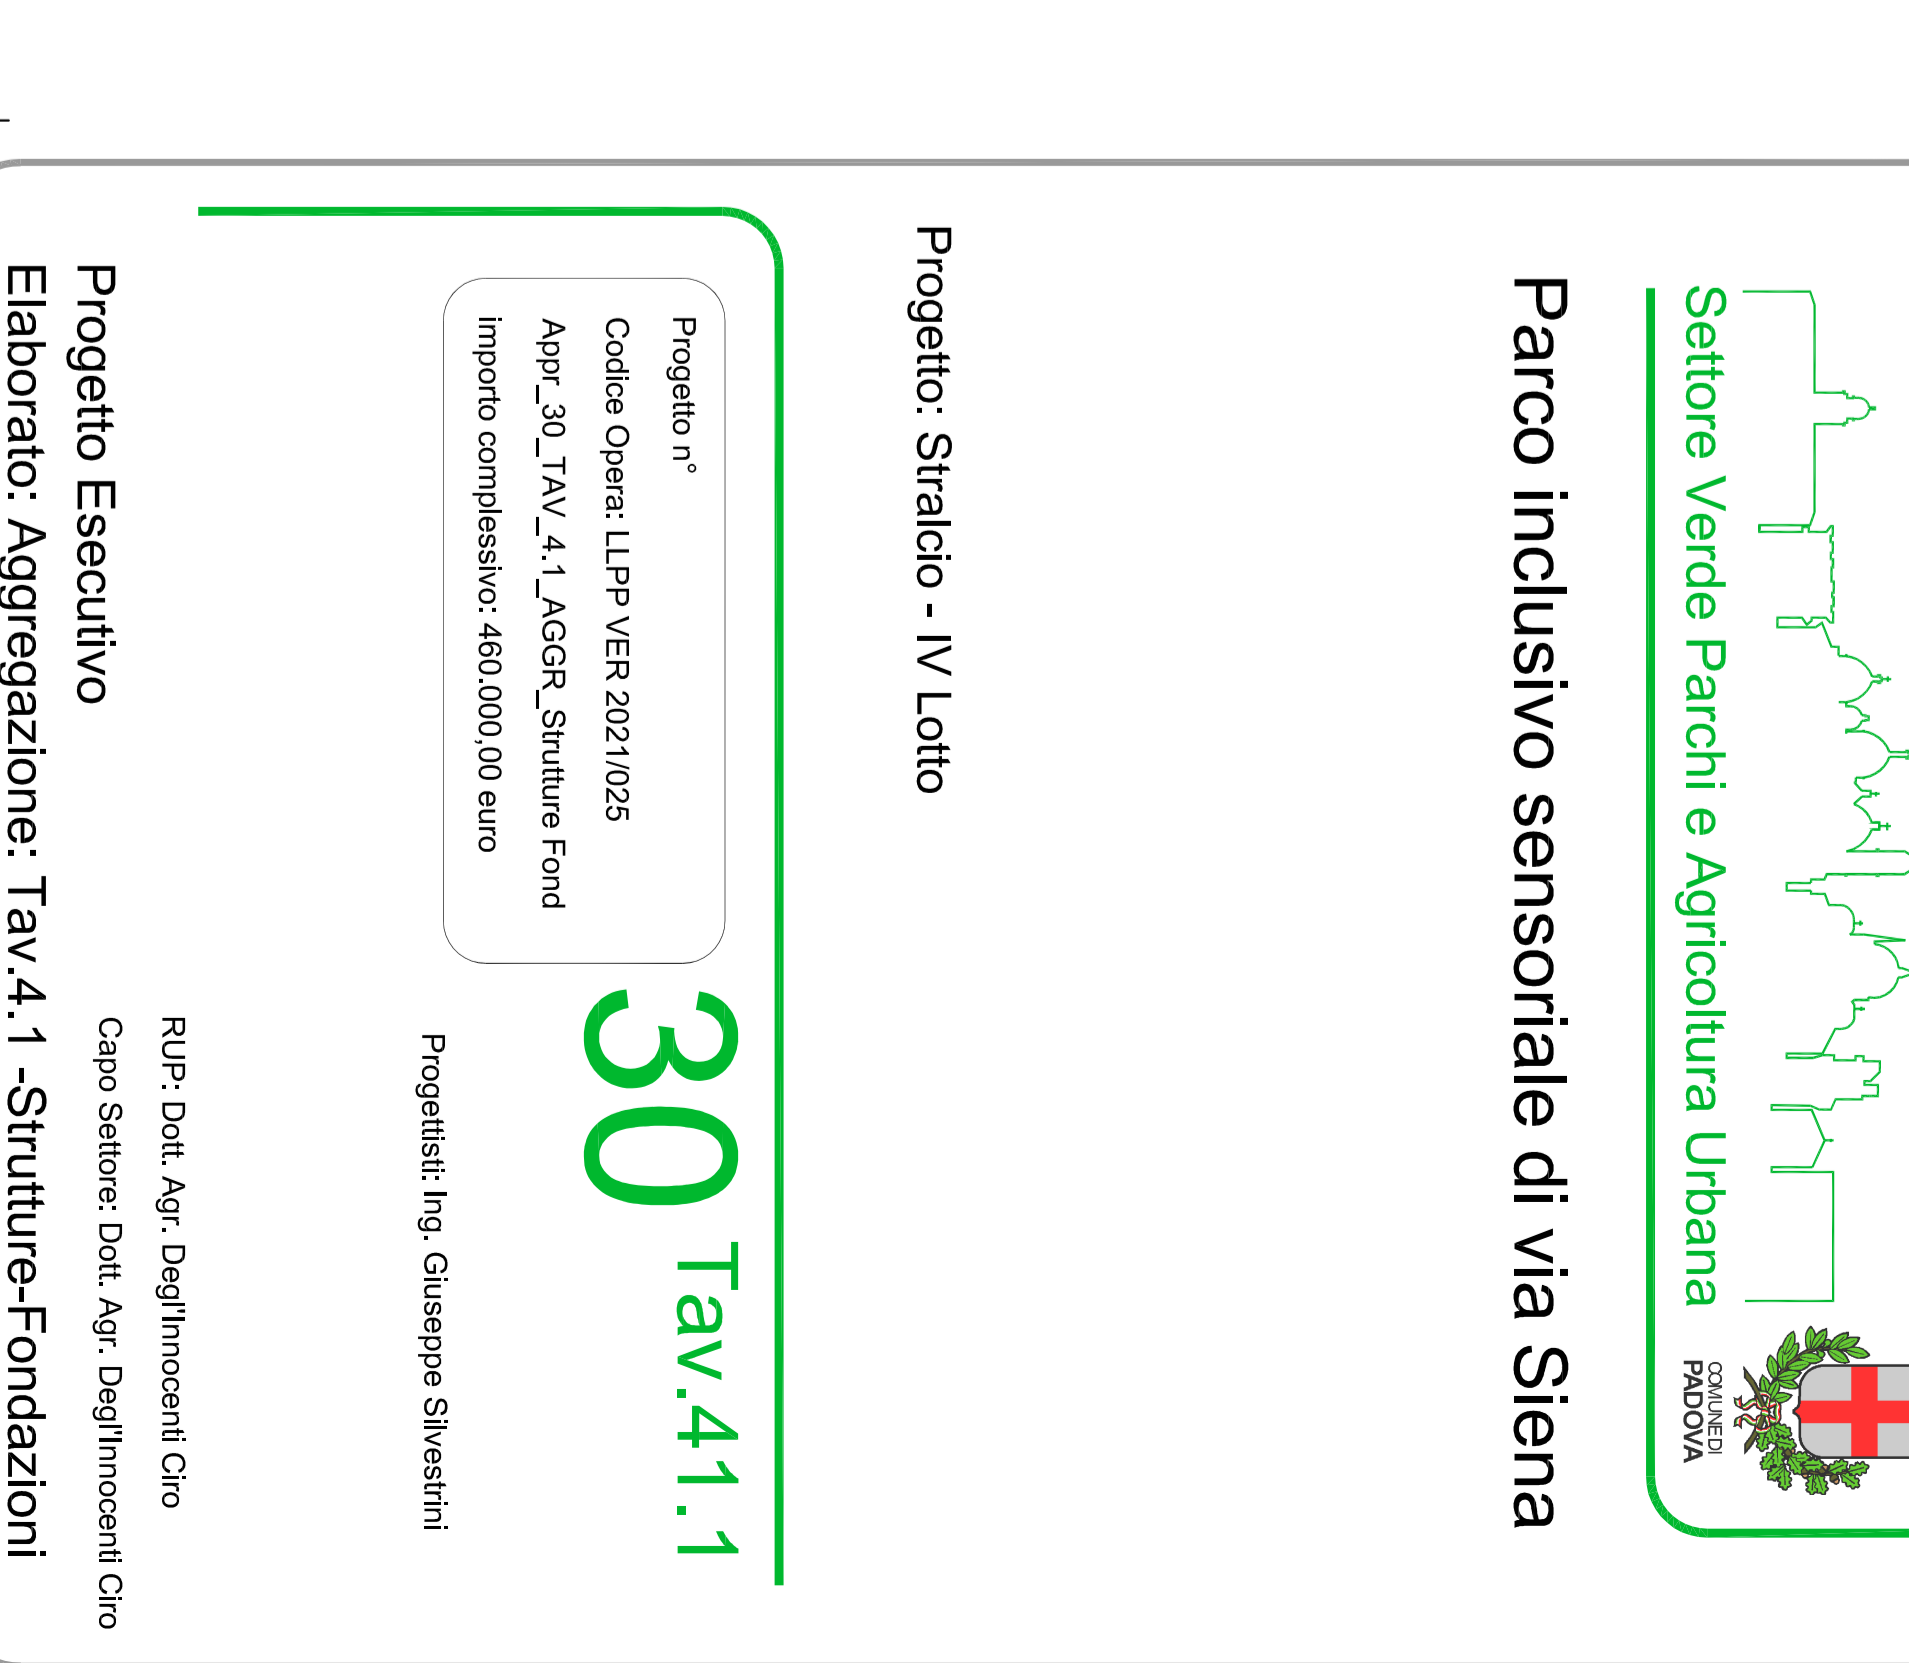 COMUNE DI
PADOVA
Settore Verde Parchi e Agricoltura Urbana
Parco inclusivo sensoriale di via Siena
Progetto: Stralcio - IV Lotto
Progetto n°
Codice Opera: LLPP VER 2021/025
Appr_30_TAV_4.1_AGGR_Strutture Fond
importo complessivo: 460.000,00 euro
30 Tav.41.1
Progettisti: Ing. Giuseppe Silvestrini
RUP: Dott. Agr. Degl'Innocenti Ciro
Capo Settore: Dott. Agr. Degl'Innocenti Ciro
Progetto Esecutivo
Elaborato: Aggregazione: Tav.4.1 -Strutture-Fondazioni